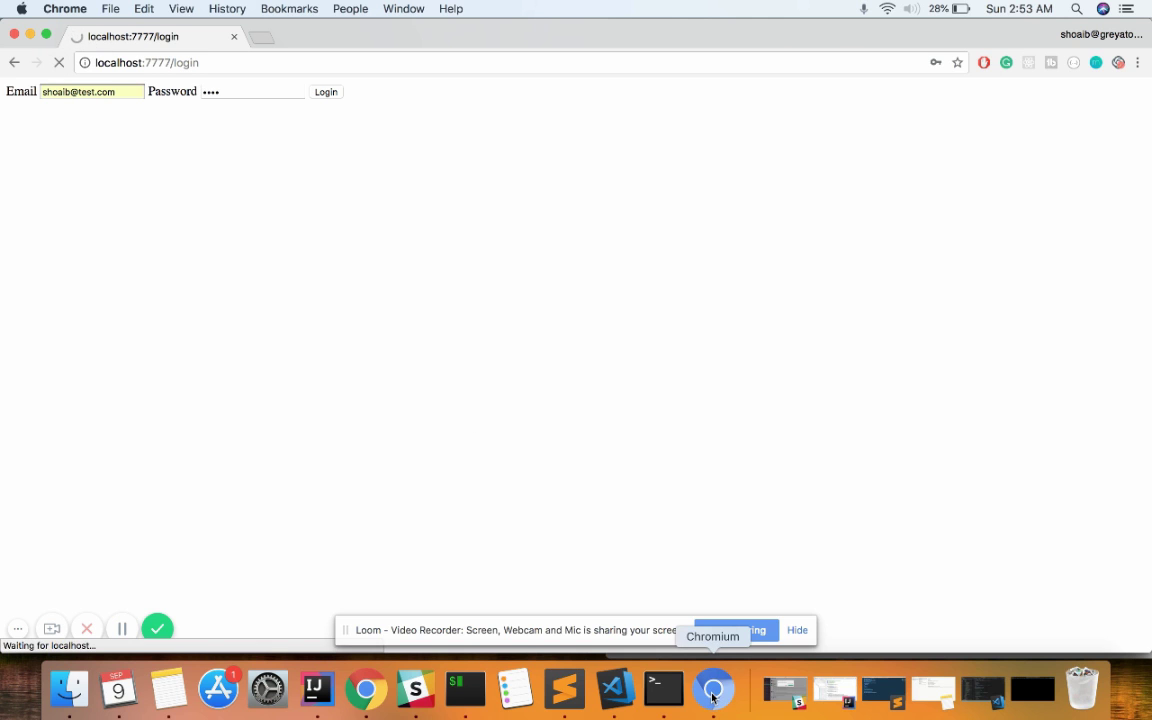 Chrome File Edit View History Bookmarks People Window Help 28% Sun 2:53 AM
localhost:7777/login shoaib@greyato...
localhost:7777/login
Email shoaib@test.com Password •••• Login
Loom - Video Recorder: Screen, Webcam and Mic is sharing your scree Hide
Chromium
Waiting for localhost...
SEP
9
1
IJ
$
>_